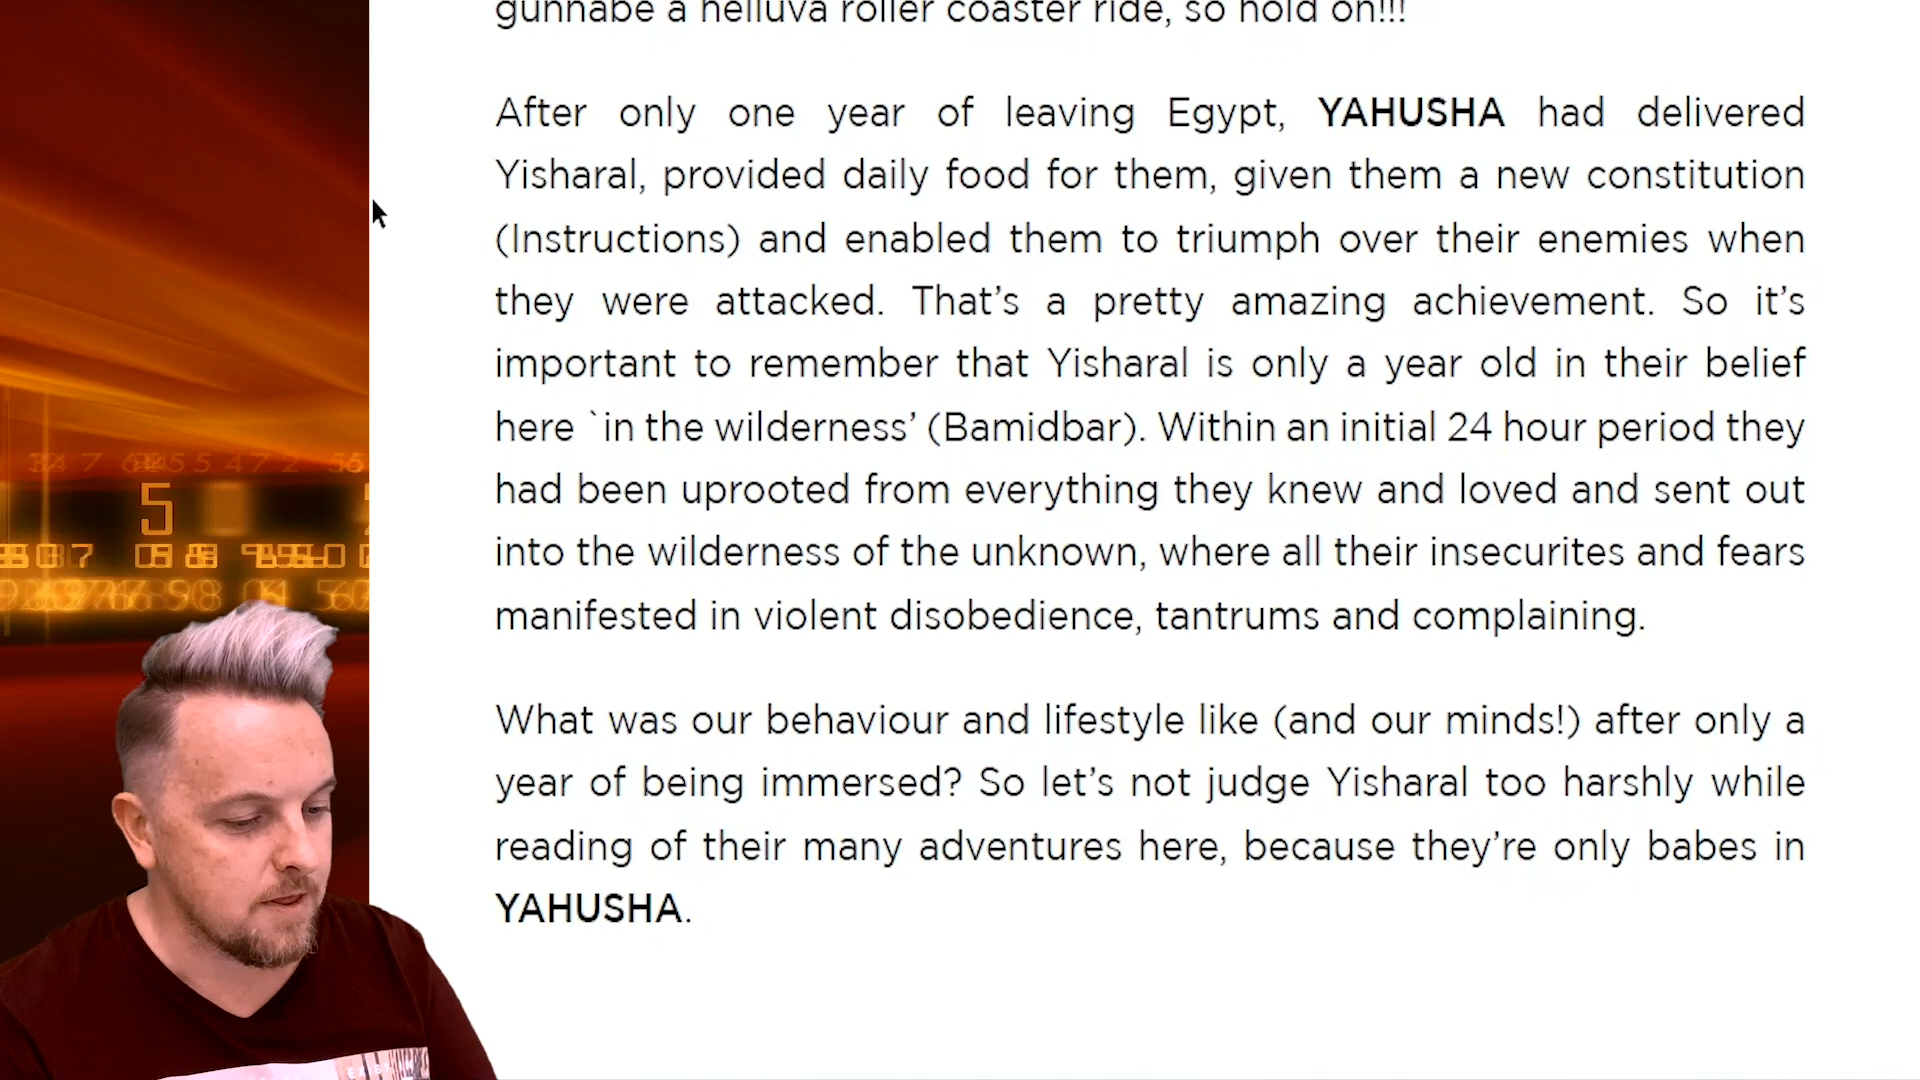 gunnabe a helluva roller coaster ride, so hold on!!!
After only one year of leaving Egypt, YAHUSHA had delivered
Yisharal, provided daily food for them, given them a new constitution
(Instructions) and enabled them to triumph over their enemies when
they were attacked. That’s a pretty amazing achievement. So it’s
important to remember that Yisharal is only a year old in their belief
here `in the wilderness’ (Bamidbar). Within an initial 24 hour period they
had been uprooted from everything they knew and loved and sent out
into the wilderness of the unknown, where all their insecurites and fears
manifested in violent disobedience, tantrums and complaining.
What was our behaviour and lifestyle like (and our minds!) after only a
year of being immersed? So let’s not judge Yisharal too harshly while
reading of their many adventures here, because they’re only babes in
YAHUSHA.
5